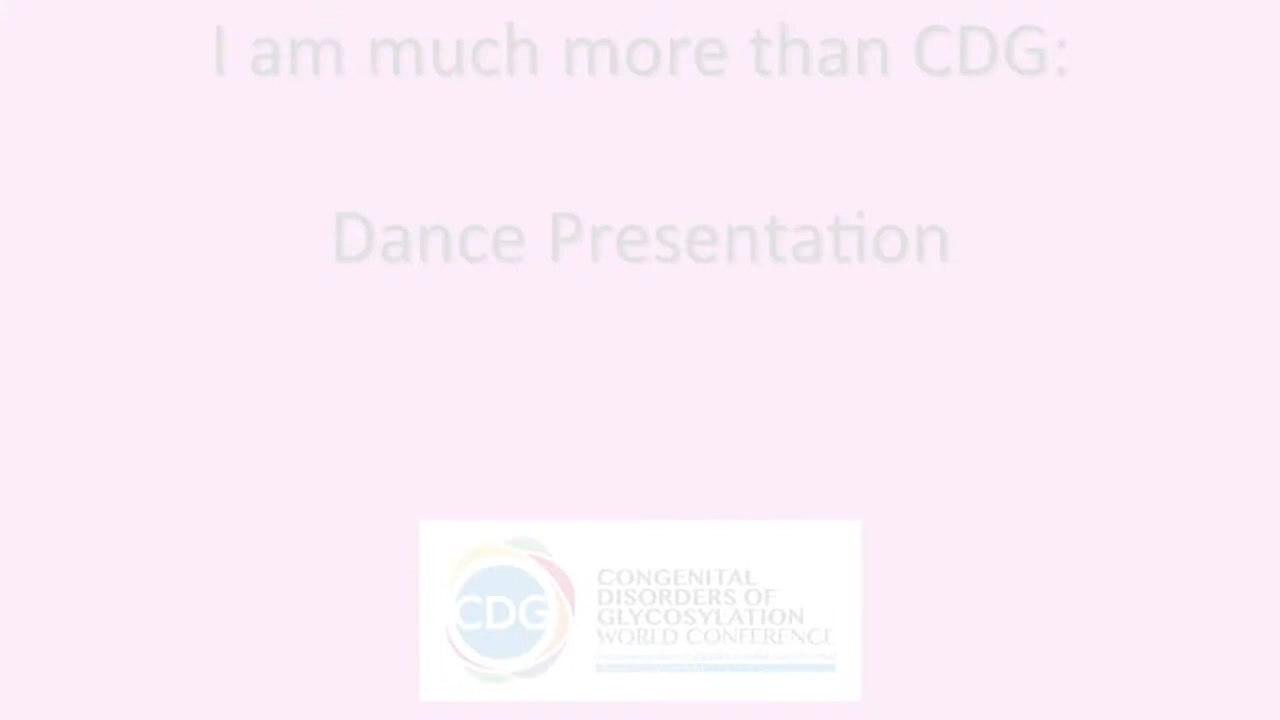 I am much more than CDG:
Dance Presentation
CDG
CONGENITAL
DISORDERS OF
GLYCOSYLATION
WORLD CONFERENCE